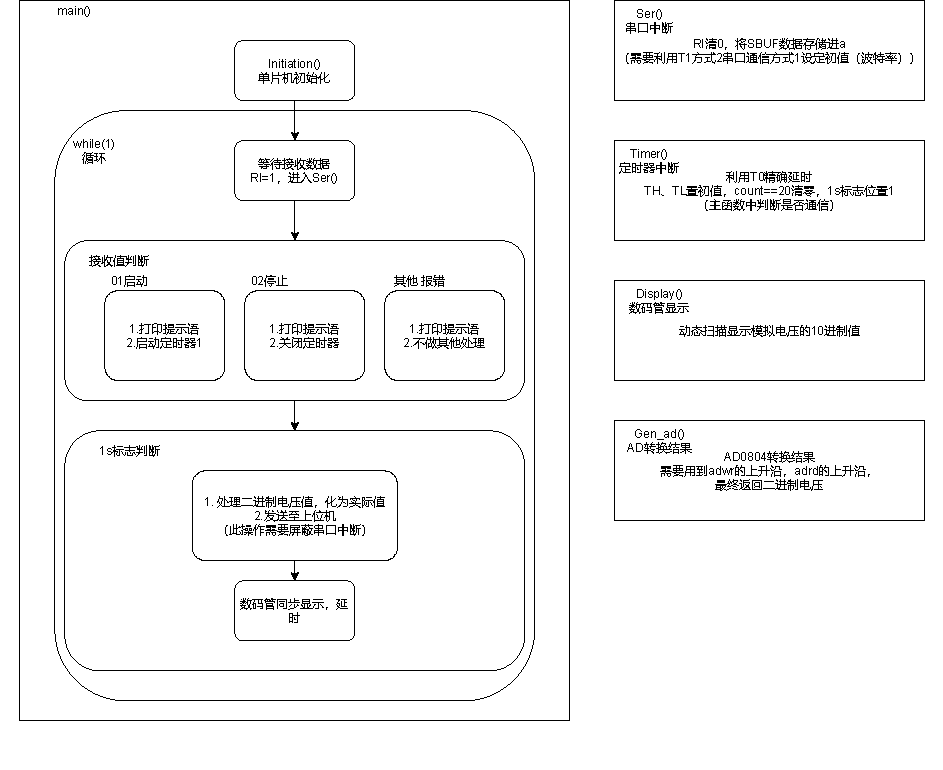 main()
Initiation()
单片机初始化
while(1)
循环
等待接收数据
RI=1，进入Ser()
接收值判断
01启动
1.打印提示语
2.启动定时器1
02停止
1.打印提示语
2.关闭定时器
其他 报错
1.打印提示语
2.不做其他处理
1s标志判断
1. 处理二进制电压值，化为实际值
2.发送至上位机
（此操作需要屏蔽串口中断）
数码管同步显示，延
时
Ser()
串口中断
RI清0，将SBUF数据存储进a
（需要利用T1方式2串口通信方式1设定初值（波特率））
Timer()
定时器中断
利用T0精确延时
TH、TL置初值，count==20清零，1s标志位置1
（主函数中判断是否通信）
Display()
数码管显示
动态扫描显示模拟电压的10进制值
Gen_ad()
AD转换结果
AD0804转换结果
需要用到adwr的上升沿，adrd的上升沿，
最终返回二进制电压